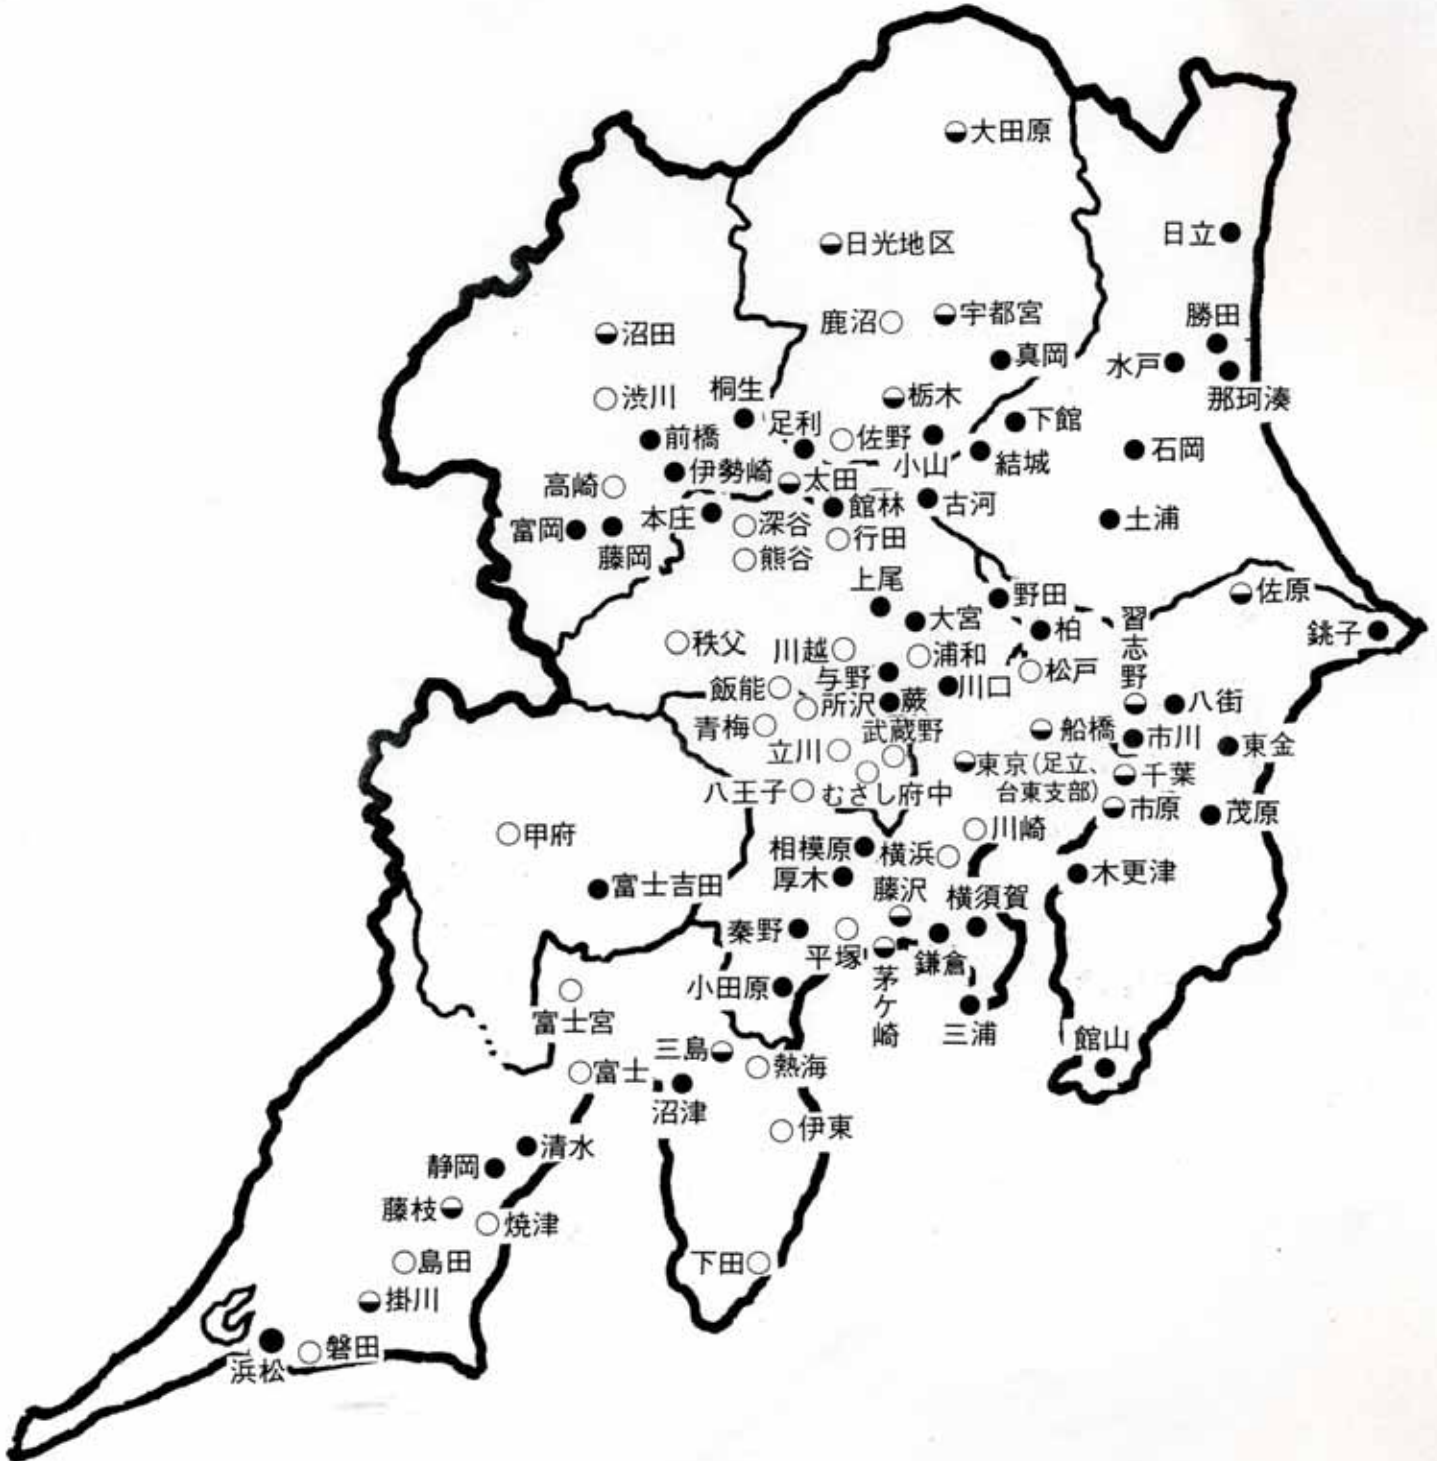 大田原
日立
日光地区
鹿沼
宇都宮
勝田
沼田
真岡
水戸
那珂湊
渋川
桐生
栃木
足利
下館
前橋
佐野
小山
結城
石岡
伊勢崎
太田
高崎
館林
古河
富岡
藤岡
本庄
深谷
行田
土浦
熊谷
上尾
野田
佐原
大宮
柏
習志野
銚子
秩父
川越
浦和
与野
松戸
飯能
川口
所沢
蕨
八街
青梅
武蔵野
船橋
市川
東金
立川
東京(足立、
台東支部)
千葉
八王子
むさし府中
市原
茂原
甲府
川崎
相模原
横浜
厚木
木更津
富士吉田
藤沢
横須賀
秦野
平塚
鎌倉
小田原
茅ケ崎
富士宮
三浦
館山
三島
熱海
富士
沼津
伊東
清水
静岡
藤枝
焼津
島田
下田
掛川
磐田
浜松